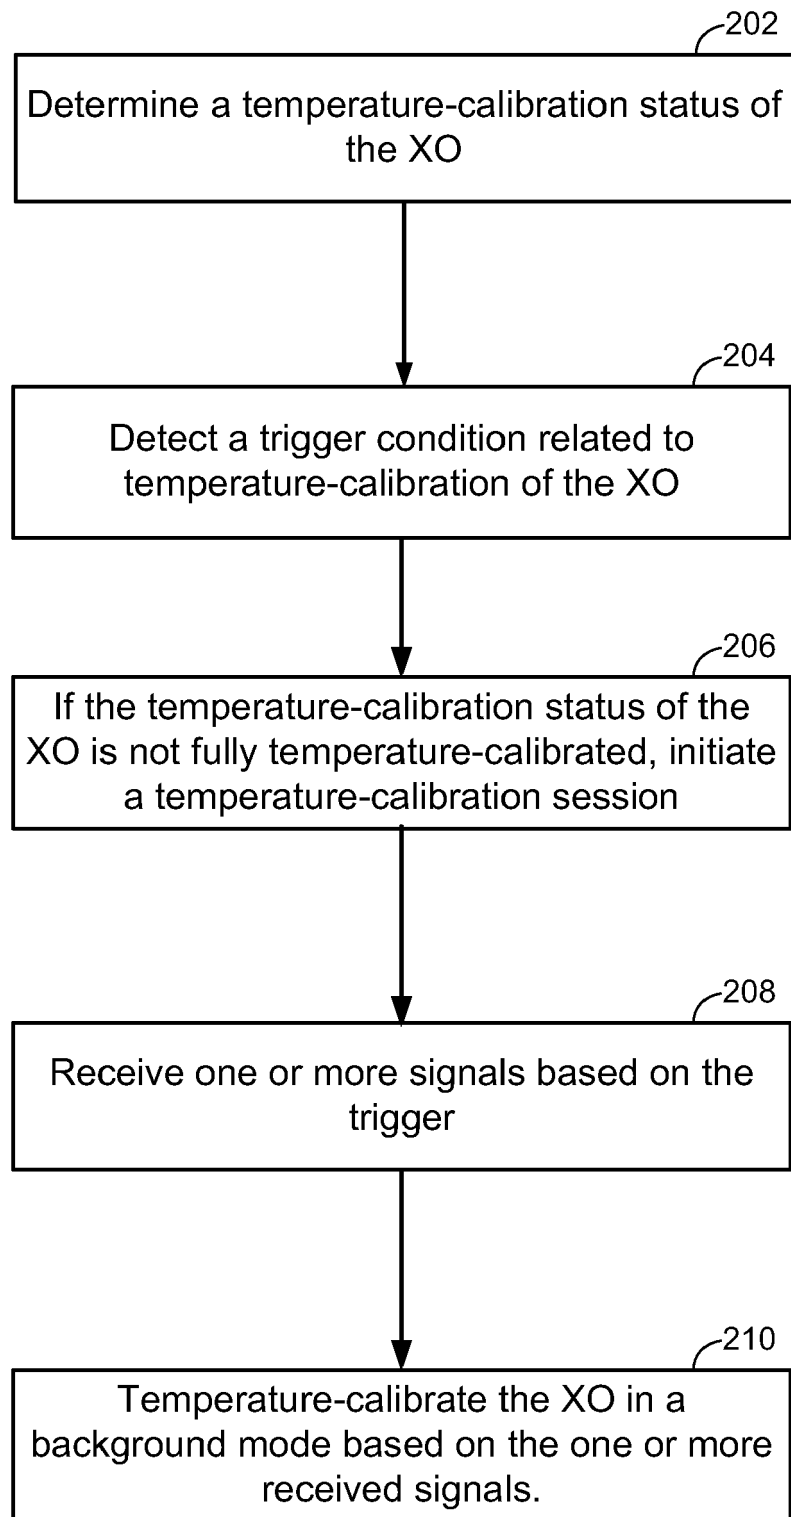 202
Determine a temperature-calibration status of
the XO
204
Detect a trigger condition related to
temperature-calibration of the XO
206
If the temperature-calibration status of the
XO is not fully temperature-calibrated, initiate
a temperature-calibration session
208
Receive one or more signals based on the
trigger
210
Temperature-calibrate the XO in a
background mode based on the one or more
received signals.